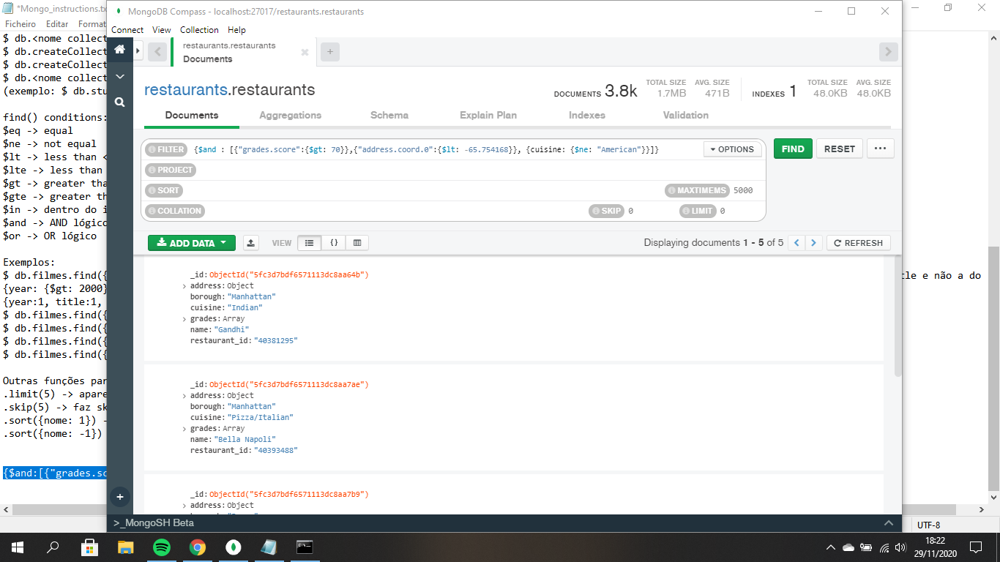 *Mongo_instructions.tx
Ficheiro Editar Format
$ db.<nome collect
$ db.createCollect
$ db.createCollect
$ db.<nome collect
(exemplo: $ db.stu
find() conditions:
$eq -> equal
$ne -> not equal
$lt -> less than <
$lte -> less than
$gt -> greater tha
$gte -> greater th
$in -> dentro do i
$and -> AND lógico
$or -> OR lógico
Exemplos:
$ db.filmes.find({
{year: {$gt: 2000}
{year:1, title:1,
$ db.filmes.find({
$ db.filmes.find({
$ db.filmes.find({
$ db.filmes.find({
Outras funções par
.limit(5) -> apare
.skip(5) -> faz sk
.sort({nome: 1}) -
.sort({nome: -1})
{$and:[{"grades.sc
MongoDB Compass - localhost:27017/restaurants.restaurants
Connect View Collection Help
restaurants.restaurants
Documents
restaurants.restaurants
DOCUMENTS 3.8k
TOTAL SIZE AVG. SIZE
1.7MB 471B
INDEXES 1
TOTAL SIZE AVG. SIZE
48.0KB 48.0KB
Documents Aggregations Schema Explain Plan Indexes Validation
FILTER {$and : [{"grades.score":{$gt: 70}},{"address.coord.0":{$lt: -65.754168}}, {cuisine: {$ne: "American"}}]} OPTIONS FIND RESET ...
PROJECT
SORT MAXTIMEMS 5000
COLLATION SKIP 0 LIMIT 0
ADD DATA VIEW {} Displaying documents 1 - 5 of 5 REFRESH
_id: ObjectId("5fc3d7bdf6571113dc8aa64b")
address: Object
borough: "Manhattan"
cuisine: "Indian"
grades: Array
name: "Gandhi"
restaurant_id: "40381295"
_id: ObjectId("5fc3d7bdf6571113dc8aa7ae")
address: Object
borough: "Manhattan"
cuisine: "Pizza/Italian"
grades: Array
name: "Bella Napoli"
restaurant_id: "40393488"
_id: ObjectId("5fc3d7bdf6571113dc8aa7b9")
address: Object
>_MongoSH Beta
tle e não a do
UTF-8
18:22
29/11/2020